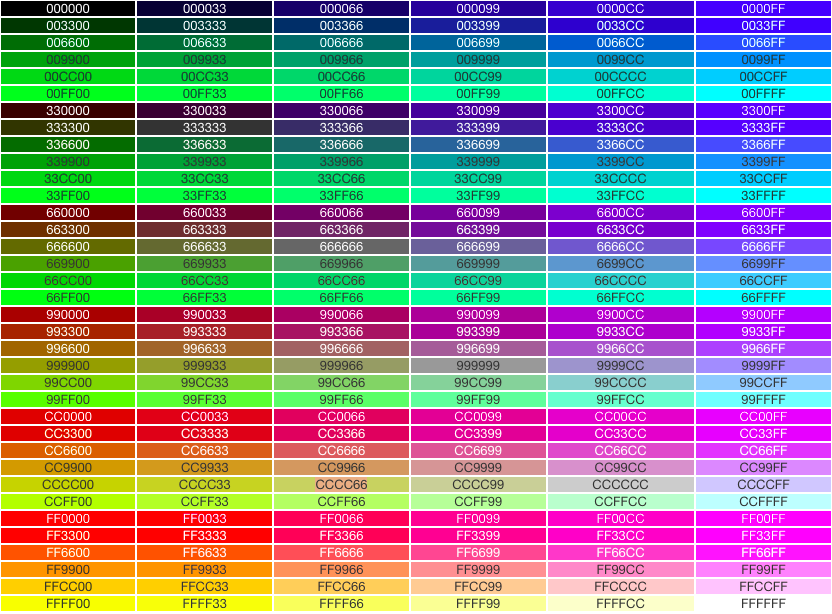 000000 000033 000066 000099 0000CC 0000FF
003300 003333 003366 003399 0033CC 0033FF
006600 006633 006666 006699 0066CC 0066FF
009900 009933 009966 009999 0099CC 0099FF
00CC00 00CC33 00CC66 00CC99 00CCCC 00CCFF
00FF00 00FF33 00FF66 00FF99 00FFCC 00FFFF
330000 330033 330066 330099 3300CC 3300FF
333300 333333 333366 333399 3333CC 3333FF
336600 336633 336666 336699 3366CC 3366FF
339900 339933 339966 339999 3399CC 3399FF
33CC00 33CC33 33CC66 33CC99 33CCCC 33CCFF
33FF00 33FF33 33FF66 33FF99 33FFCC 33FFFF
660000 660033 660066 660099 6600CC 6600FF
663300 663333 663366 663399 6633CC 6633FF
666600 666633 666666 666699 6666CC 6666FF
669900 669933 669966 669999 6699CC 6699FF
66CC00 66CC33 66CC66 66CC99 66CCCC 66CCFF
66FF00 66FF33 66FF66 66FF99 66FFCC 66FFFF
990000 990033 990066 990099 9900CC 9900FF
993300 993333 993366 993399 9933CC 9933FF
996600 996633 996666 996699 9966CC 9966FF
999900 999933 999966 999999 9999CC 9999FF
99CC00 99CC33 99CC66 99CC99 99CCCC 99CCFF
99FF00 99FF33 99FF66 99FF99 99FFCC 99FFFF
CC0000 CC0033 CC0066 CC0099 CC00CC CC00FF
CC3300 CC3333 CC3366 CC3399 CC33CC CC33FF
CC6600 CC6633 CC6666 CC6699 CC66CC CC66FF
CC9900 CC9933 CC9966 CC9999 CC99CC CC99FF
CCCC00 CCCC33 CCCC66 CCCC99 CCCCCC CCCCFF
CCFF00 CCFF33 CCFF66 CCFF99 CCFFCC CCFFFF
FF0000 FF0033 FF0066 FF0099 FF00CC FF00FF
FF3300 FF3333 FF3366 FF3399 FF33CC FF33FF
FF6600 FF6633 FF6666 FF6699 FF66CC FF66FF
FF9900 FF9933 FF9966 FF9999 FF99CC FF99FF
FFCC00 FFCC33 FFCC66 FFCC99 FFCCCC FFCCFF
FFFF00 FFFF33 FFFF66 FFFF99 FFFFCC FFFFFF